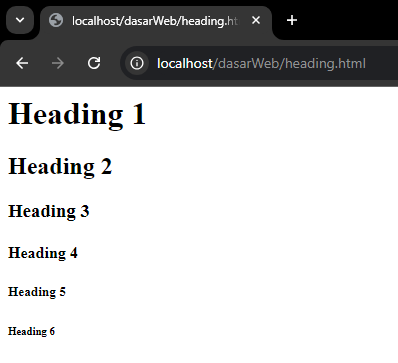 localhost/dasarWeb/heading.ht
localhost/dasarWeb/heading.html
Heading 1
Heading 2
Heading 3
Heading 4
Heading 5
Heading 6